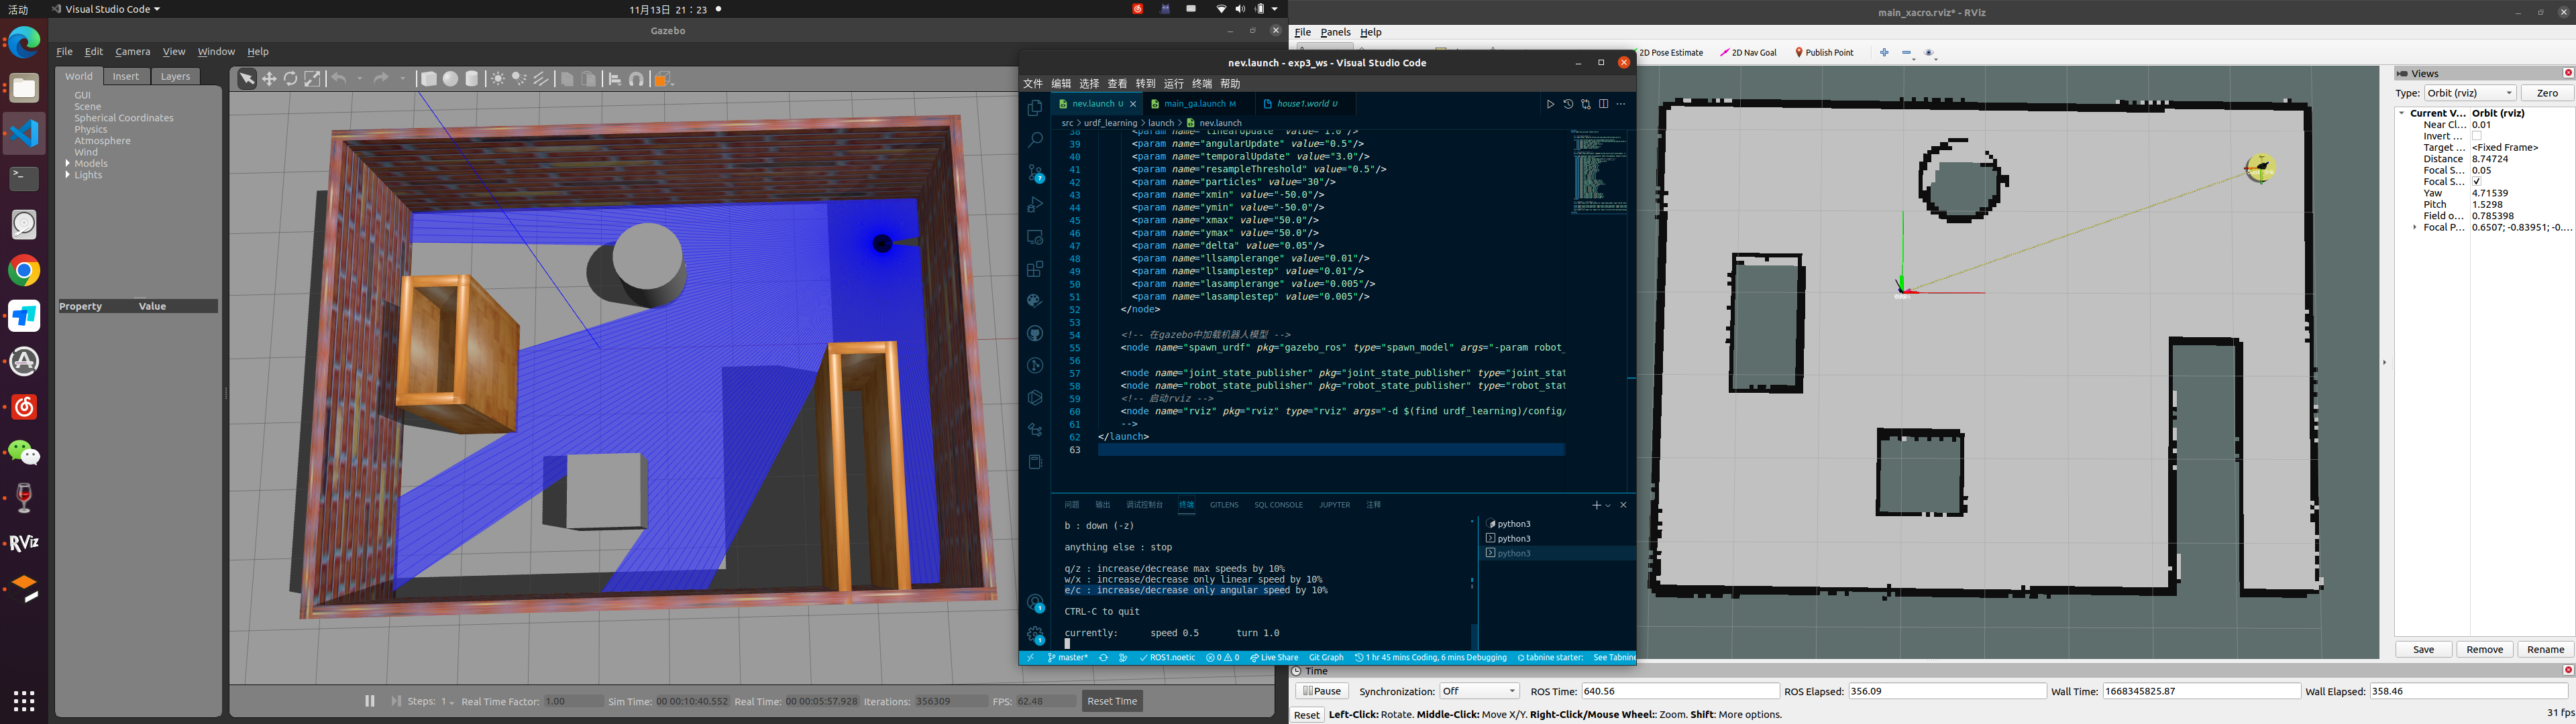 活动
Visual Studio Code
11月13日 21：23
Gazebo
File Edit Camera View Window Help
World Insert Layers
GUI
Scene
Spherical Coordinates
Physics
Atmosphere
Wind
Models
Lights
Property Value
Steps: 1
Real Time Factor: 1.00
Sim Time: 00 00:10:40.552
Real Time: 00 00:05:57.928
Iterations: 356309
FPS: 62.48
Reset Time
RViz
nev.launch - exp3_ws - Visual Studio Code
文件 编辑 选择 查看 转到 运行 终端 帮助
nev.launch U
main_ga.launch M
house1.world U
src > urdf_learning > launch > nev.launch
38 <param name="linearUpdate" value="1.0"/>
39 <param name="angularUpdate" value="0.5"/>
40 <param name="temporalUpdate" value="3.0"/>
41 <param name="resampleThreshold" value="0.5"/>
42 <param name="particles" value="30"/>
43 <param name="xmin" value="-50.0"/>
44 <param name="ymin" value="-50.0"/>
45 <param name="xmax" value="50.0"/>
46 <param name="ymax" value="50.0"/>
47 <param name="delta" value="0.05"/>
48 <param name="llsamplerange" value="0.01"/>
49 <param name="llsamplestep" value="0.01"/>
50 <param name="lasamplerange" value="0.005"/>
51 <param name="lasamplestep" value="0.005"/>
52 </node>
53
54 <!-- 在gazebo中加载机器人模型 -->
55 <node name="spawn_urdf" pkg="gazebo_ros" type="spawn_model" args="-param robot_
56
57 <node name="joint_state_publisher" pkg="joint_state_publisher" type="joint_stat
58 <node name="robot_state_publisher" pkg="robot_state_publisher" type="robot_stat
59 <!-- 启动rviz -->
60 <node name="rviz" pkg="rviz" type="rviz" args="-d $(find urdf_learning)/config/
61 -->
62 </launch>
63
问题 输出 调试控制台 终端 GITLENS SQL CONSOLE JUPYTER 注释
b : down (-z)
anything else : stop
q/z : increase/decrease max speeds by 10%
w/x : increase/decrease only linear speed by 10%
e/c : increase/decrease only angular speed by 10%
CTRL-C to quit
currently: speed 0.5 turn 1.0
python3
python3
python3
master*
ROS1.noetic
0 0
Live Share
Git Graph
1 hr 45 mins Coding, 6 mins Debugging
tabnine starter:
See Tabnine
main_xacro.rviz* - RViz
File Panels Help
2D Pose Estimate
2D Nav Goal
Publish Point
Views
Type: Orbit (rviz)
Zero
Current V... Orbit (rviz)
Near Cl... 0.01
Invert ...
Target ... <Fixed Frame>
Distance 8.74724
Focal S... 0.05
Focal S... ✓
Yaw 4.71539
Pitch 1.5298
Field o... 0.785398
Focal P... 0.6507; -0.83951; -0....
Save Remove Rename
Time
Pause
Synchronization: Off
ROS Time: 640.56
ROS Elapsed: 356.09
Wall Time: 1668345825.87
Wall Elapsed: 358.46
Reset
Left-Click: Rotate. Middle-Click: Move X/Y. Right-Click/Mouse Wheel:: Zoom. Shift: More options.
31 fps